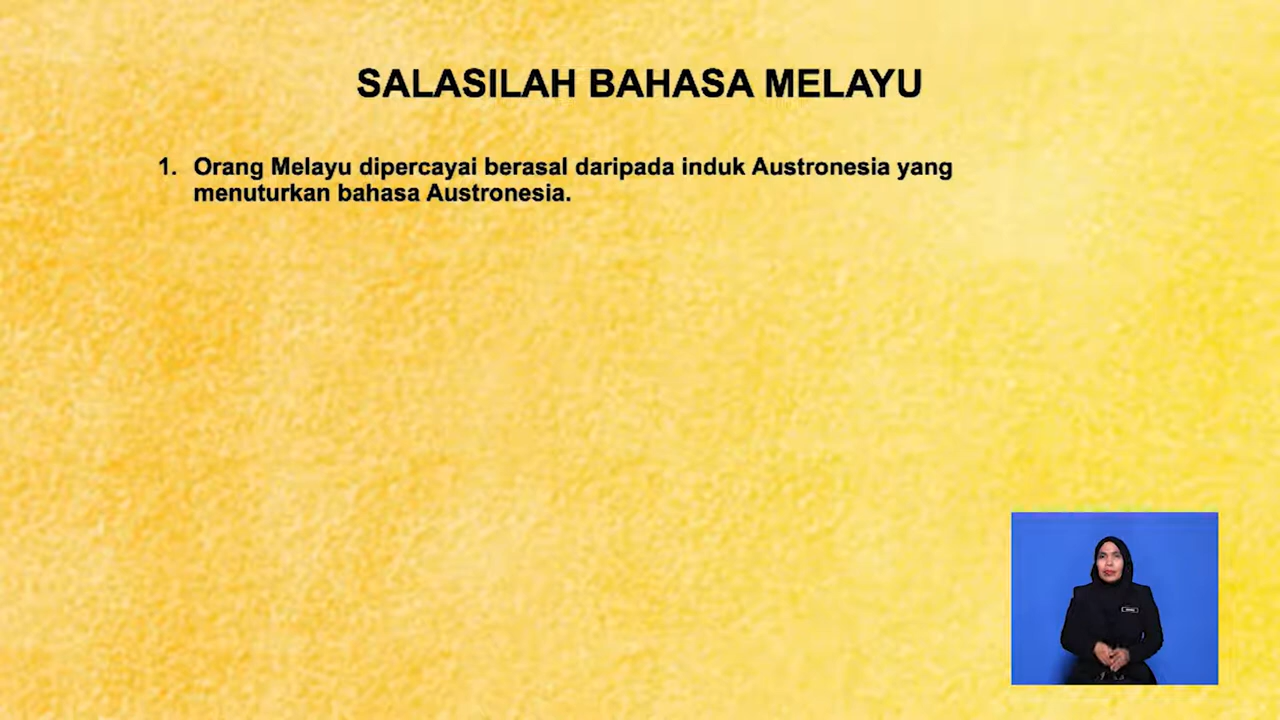 SALASILAH BAHASA MELAYU
1. Orang Melayu dipercayai berasal daripada induk Austronesia yang
menuturkan bahasa Austronesia.